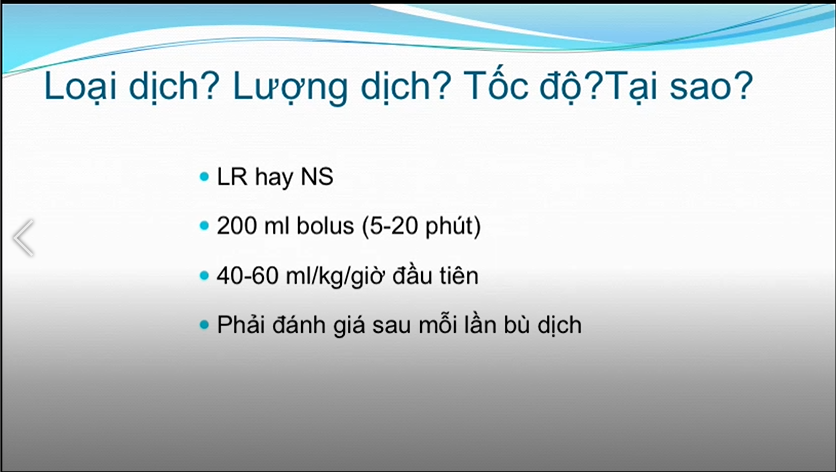 Loại dịch? Lượng dịch? Tốc độ?Tại sao?
LR hay NS
200 ml bolus (5-20 phút)
40-60 ml/kg/giờ đầu tiên
Phải đánh giá sau mỗi lần bù dịch